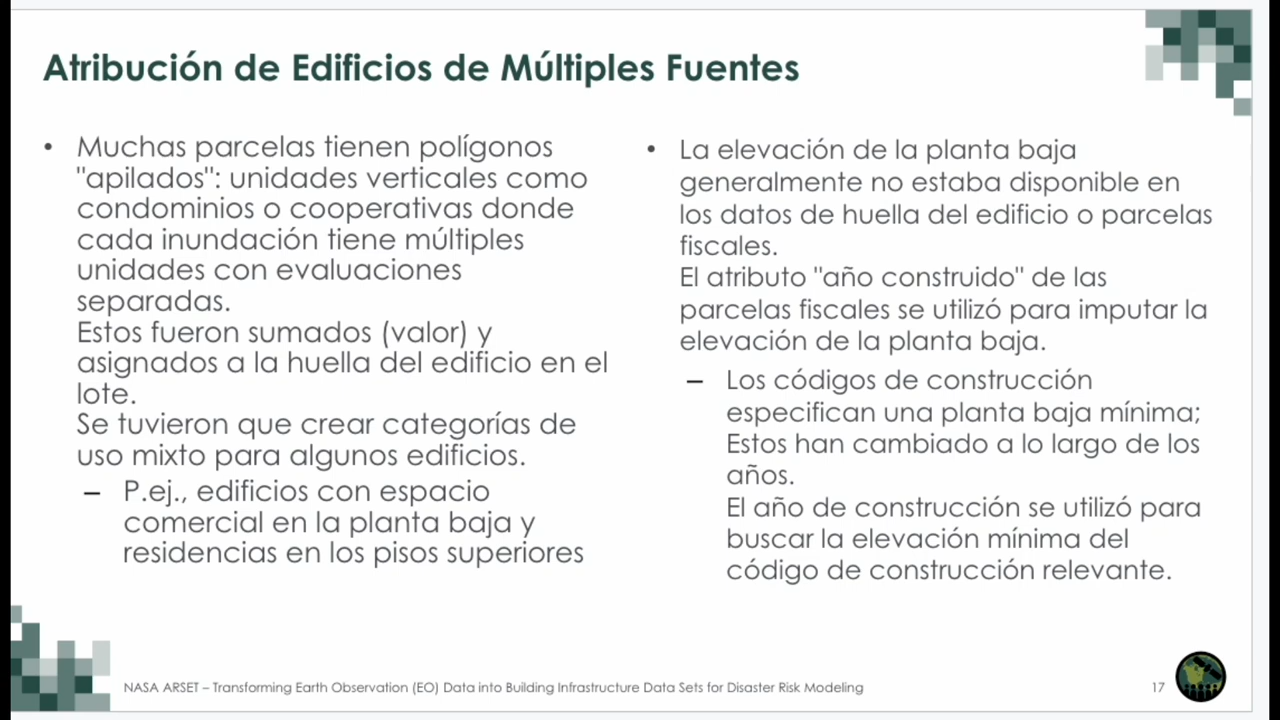 Atribución de Edificios de Múltiples Fuentes
• Muchas parcelas tienen polígonos
"apilados": unidades verticales como
condominios o cooperativas donde
cada inundación tiene múltiples
unidades con evaluaciones
separadas.
Estos fueron sumados (valor) y
asignados a la huella del edificio en el
lote.
Se tuvieron que crear categorías de
uso mixto para algunos edificios.
– P.ej., edificios con espacio
comercial en la planta baja y
residencias en los pisos superiores
• La elevación de la planta baja
generalmente no estaba disponible en
los datos de huella del edificio o parcelas
fiscales.
El atributo "año construido" de las
parcelas fiscales se utilizó para imputar la
elevación de la planta baja.
– Los códigos de construcción
especifican una planta baja mínima;
Estos han cambiado a lo largo de los
años.
El año de construcción se utilizó para
buscar la elevación mínima del
código de construcción relevante.
NASA ARSET – Transforming Earth Observation (EO) Data into Building Infrastructure Data Sets for Disaster Risk Modeling
17